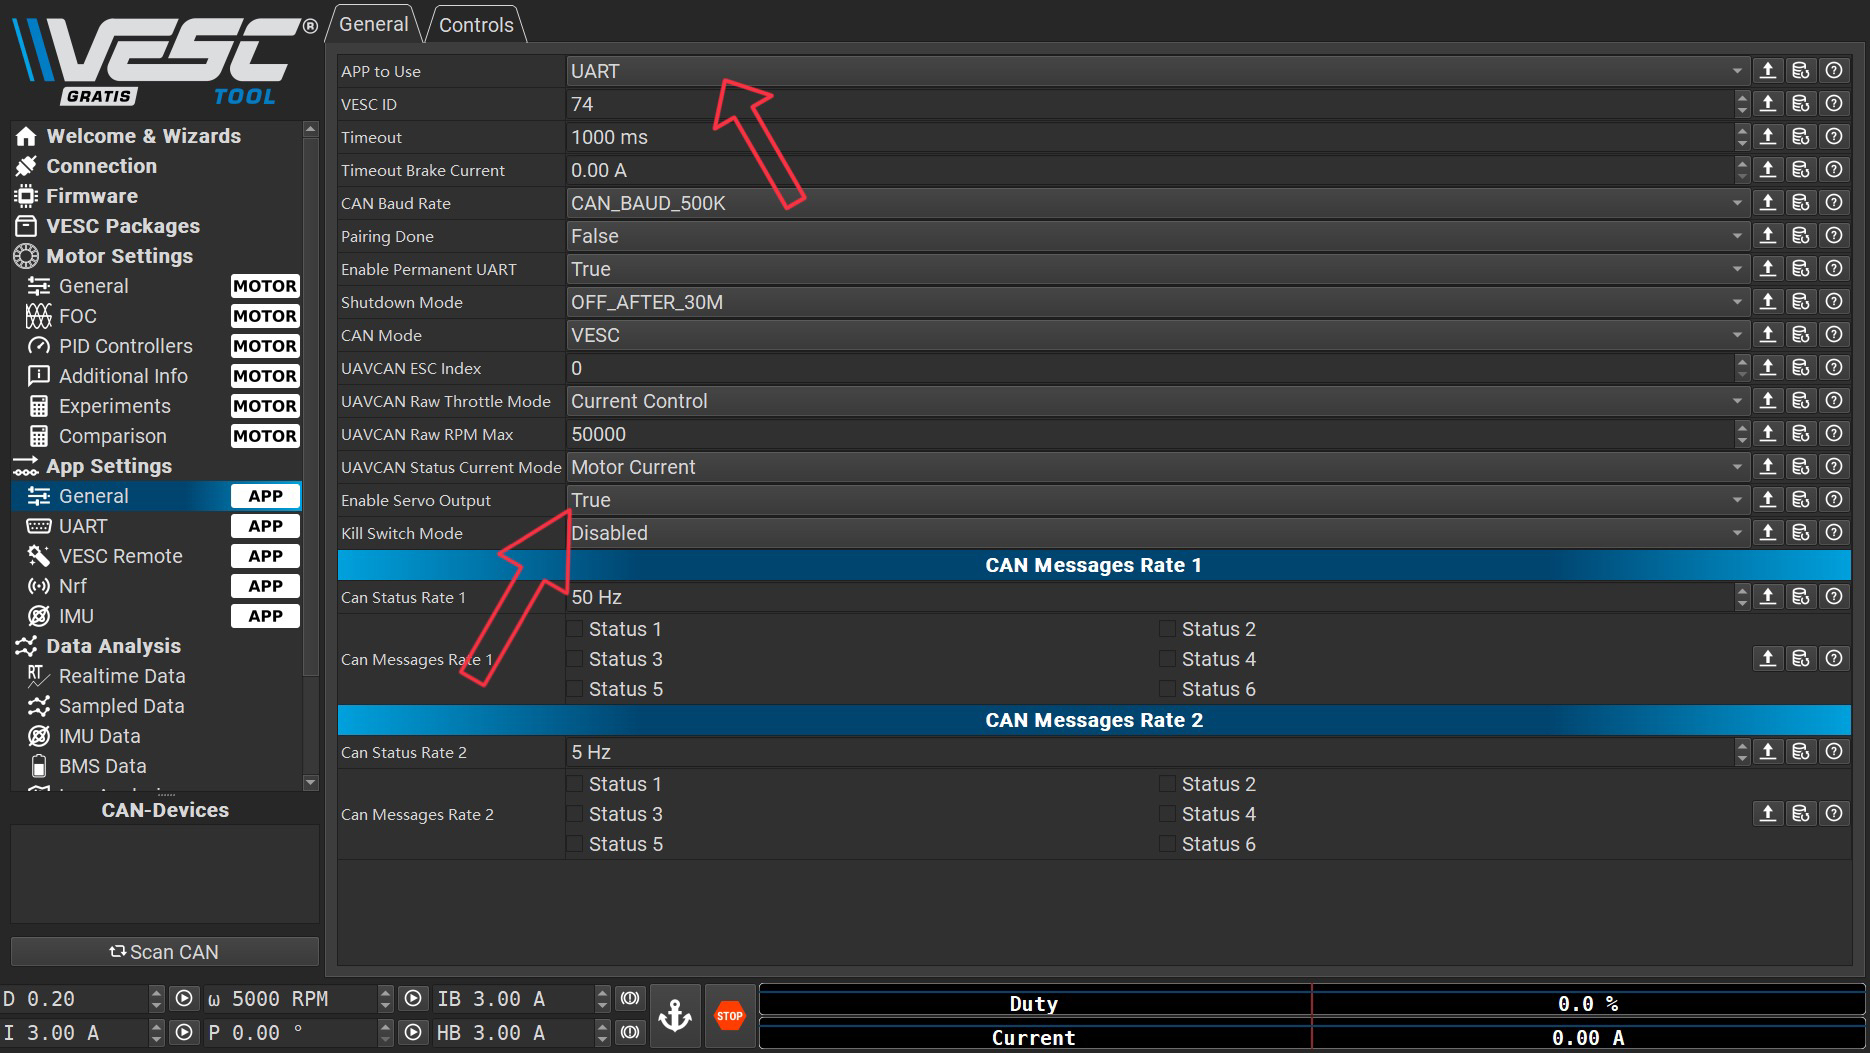 VESC®
GRATIS TOOL
Welcome & Wizards
Connection
Firmware
VESC Packages
Motor Settings
General MOTOR
FOC MOTOR
PID Controllers MOTOR
Additional Info MOTOR
Experiments MOTOR
Comparison MOTOR
App Settings
General APP
UART APP
VESC Remote APP
Nrf APP
IMU APP
Data Analysis
RT Realtime Data
Sampled Data
IMU Data
BMS Data
CAN-Devices
Scan CAN
General Controls
APP to Use UART
VESC ID 74
Timeout 1000 ms
Timeout Brake Current 0.00 A
CAN Baud Rate CAN_BAUD_500K
Pairing Done False
Enable Permanent UART True
Shutdown Mode OFF_AFTER_30M
CAN Mode VESC
UAVCAN ESC Index 0
UAVCAN Raw Throttle Mode Current Control
UAVCAN Raw RPM Max 50000
UAVCAN Status Current Mode Motor Current
Enable Servo Output True
Kill Switch Mode Disabled
CAN Messages Rate 1
Can Status Rate 1 50 Hz
Can Messages Rate 1
Status 1 Status 2
Status 3 Status 4
Status 5 Status 6
CAN Messages Rate 2
Can Status Rate 2 5 Hz
Can Messages Rate 2
Status 1 Status 2
Status 3 Status 4
Status 5 Status 6
D 0.20 ω 5000 RPM IB 3.00 A
I 3.00 A P 0.00 ° HB 3.00 A
STOP
Duty 0.0 %
Current 0.00 A